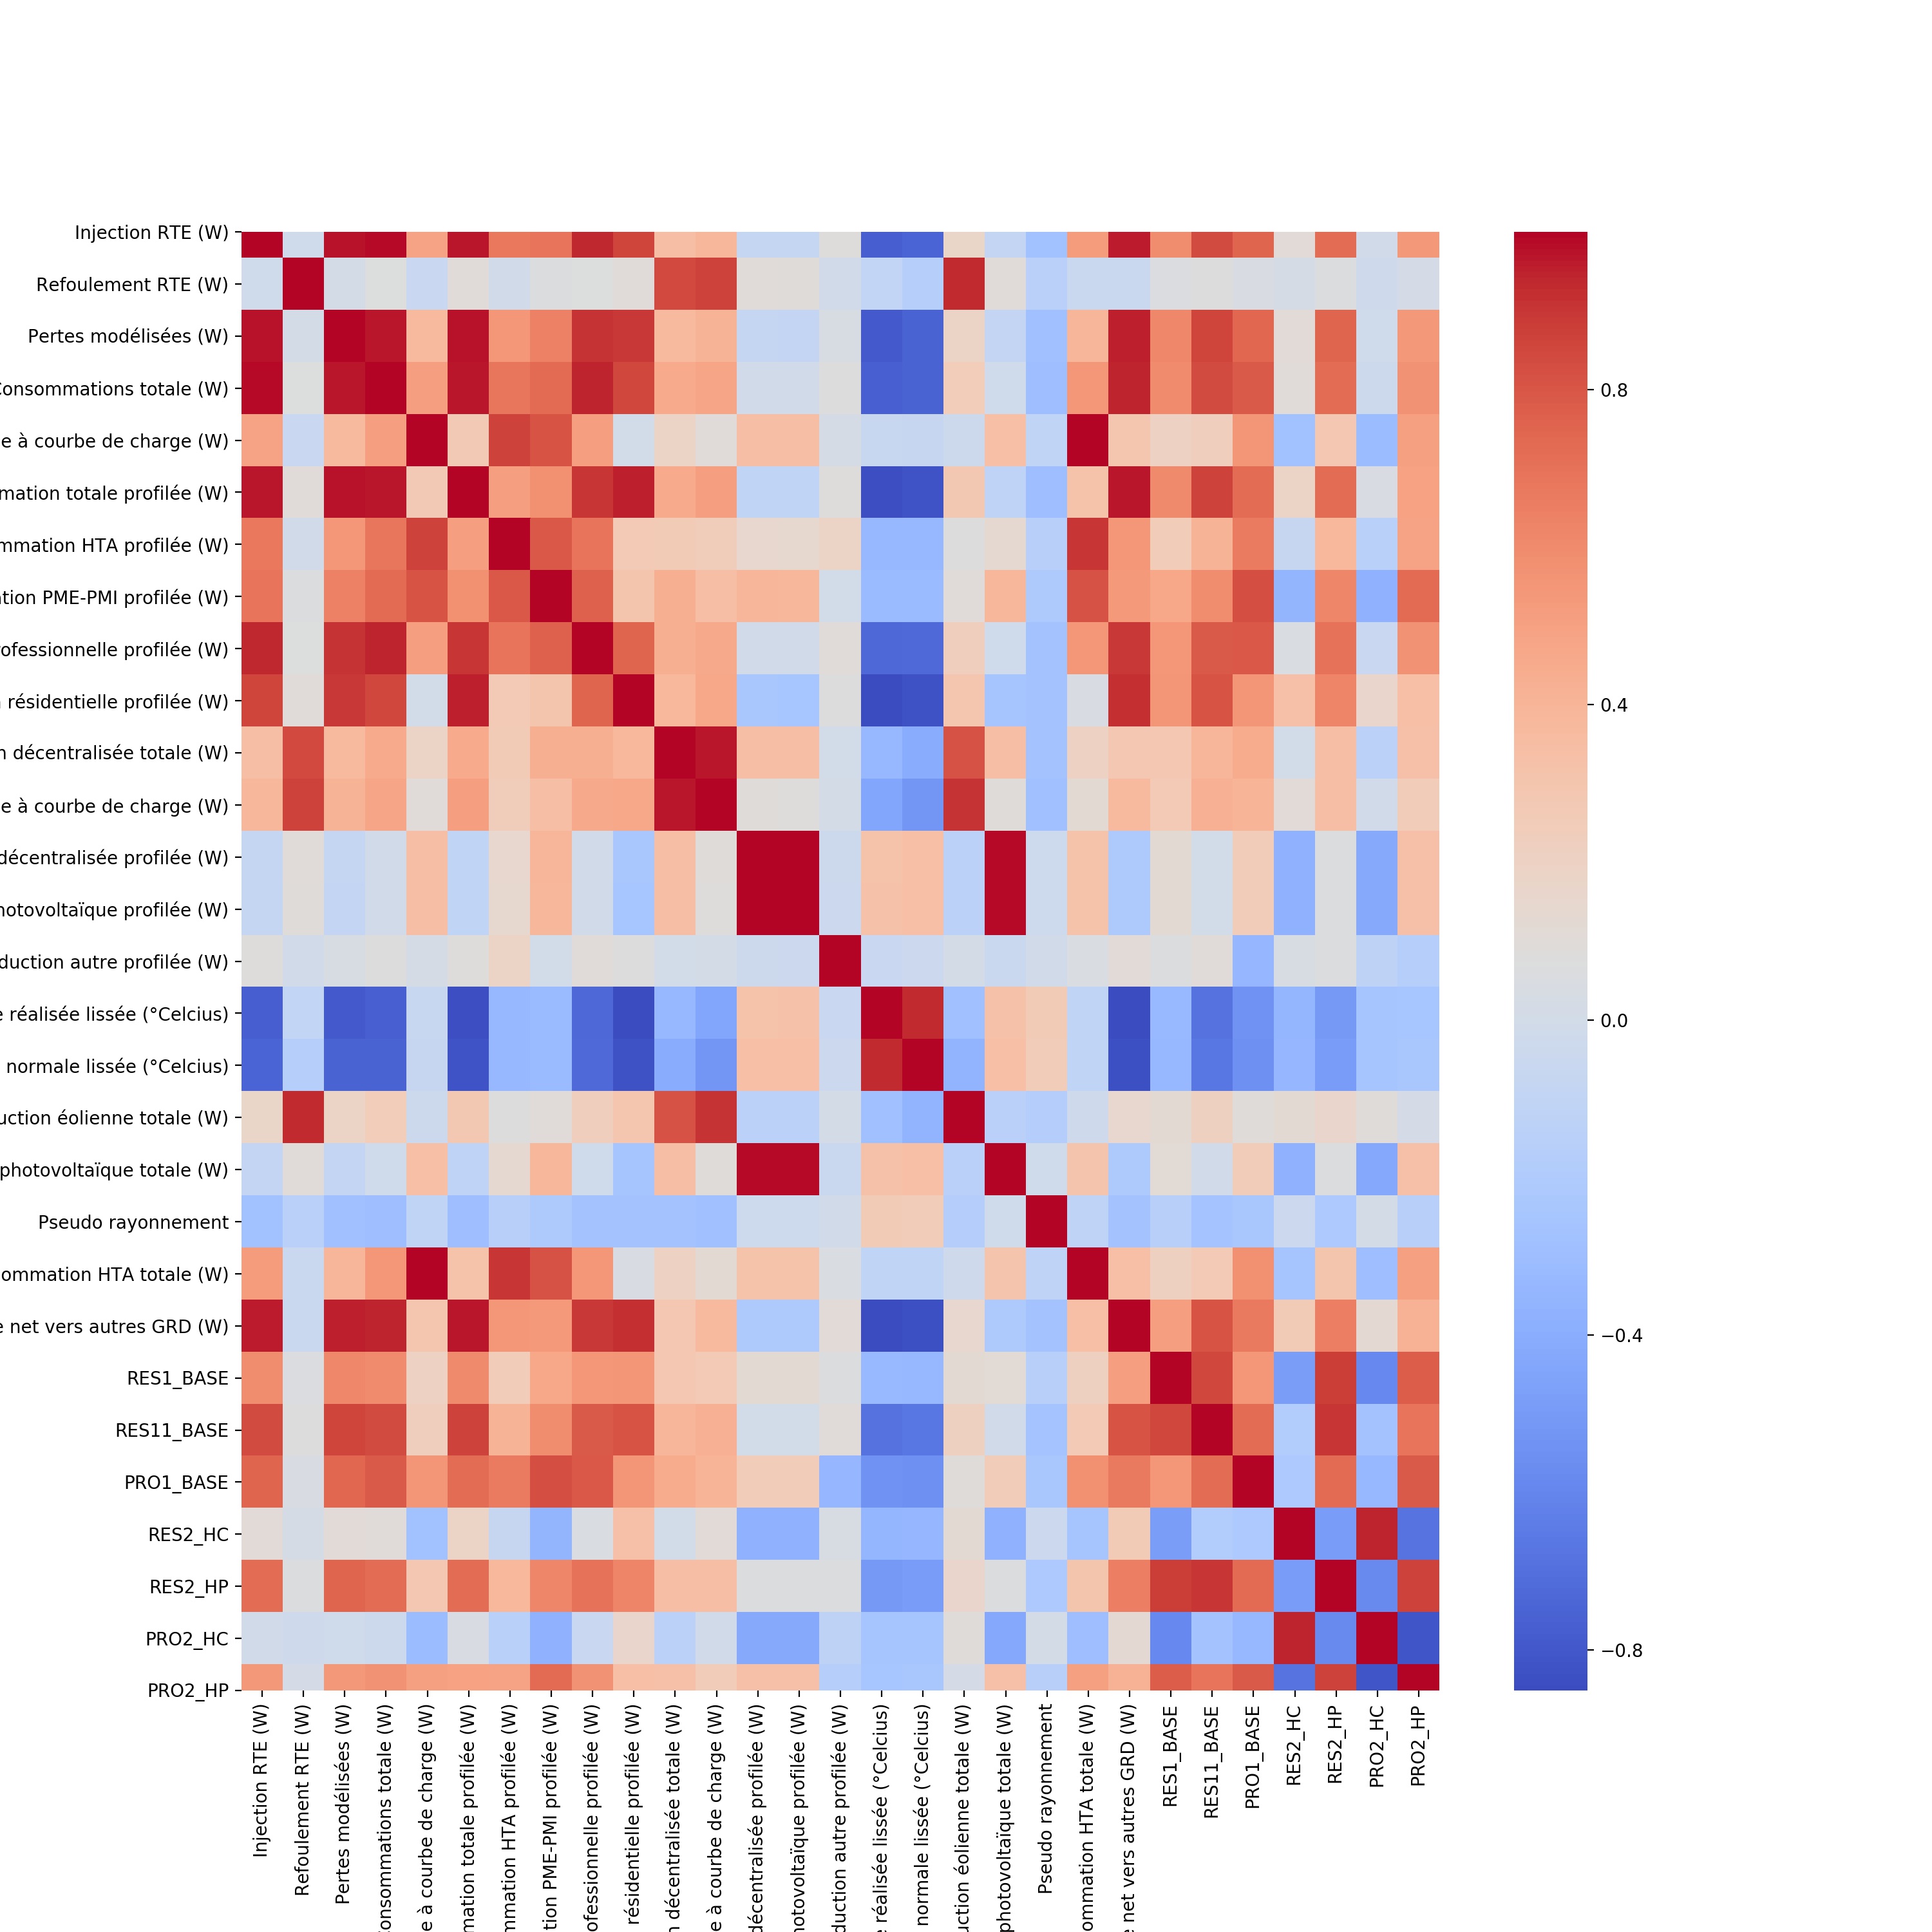 Injection RTE (W)
Refoulement RTE (W)
Pertes modélisées (W)
Consommations totale (W)
e à courbe de charge (W)
mation totale profilée (W)
mmation HTA profilée (W)
tion PME-PMI profilée (W)
ofessionnelle profilée (W)
résidentielle profilée (W)
n décentralisée totale (W)
e à courbe de charge (W)
décentralisée profilée (W)
hotovoltaïque profilée (W)
duction autre profilée (W)
e réalisée lissée (°Celcius)
normale lissée (°Celcius)
uction éolienne totale (W)
photovoltaïque totale (W)
Pseudo rayonnement
ommation HTA totale (W)
e net vers autres GRD (W)
RES1_BASE
RES11_BASE
PRO1_BASE
RES2_HC
RES2_HP
PRO2_HC
PRO2_HP
Injection RTE (W)
Refoulement RTE (W)
Pertes modélisées (W)
onsommations totale (W)
e à courbe de charge (W)
mation totale profilée (W)
mmation HTA profilée (W)
tion PME-PMI profilée (W)
ofessionnelle profilée (W)
résidentielle profilée (W)
n décentralisée totale (W)
e à courbe de charge (W)
décentralisée profilée (W)
hotovoltaïque profilée (W)
duction autre profilée (W)
e réalisée lissée (°Celcius)
normale lissée (°Celcius)
uction éolienne totale (W)
photovoltaïque totale (W)
Pseudo rayonnement
ommation HTA totale (W)
e net vers autres GRD (W)
RES1_BASE
RES11_BASE
PRO1_BASE
RES2_HC
RES2_HP
PRO2_HC
PRO2_HP
0.8
0.4
0.0
−0.4
−0.8